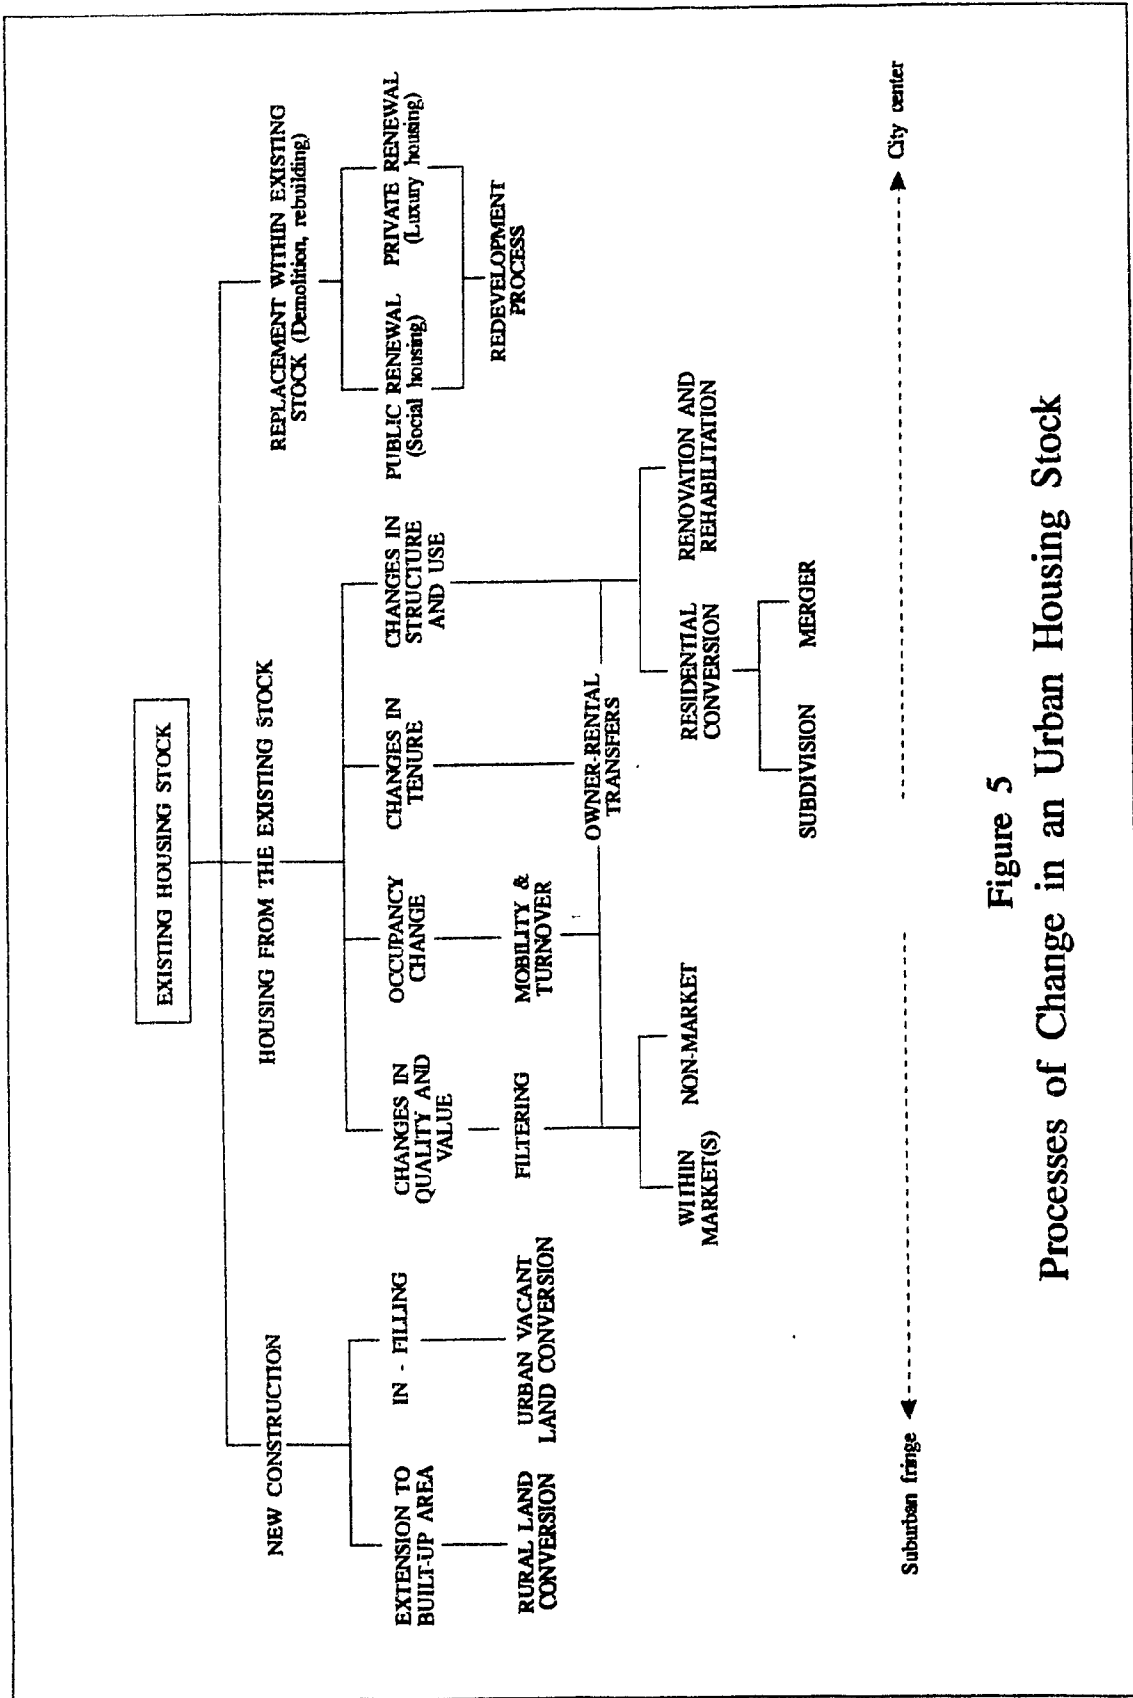 EXISTING HOUSING STOCK
NEW CONSTRUCTION
HOUSING FROM THE EXISTING STOCK
REPLACEMENT WITHIN EXISTING
STOCK (Demolition, rebuilding)
EXTENSION TO
BUILT-UP AREA
IN - FILLING
CHANGES IN
QUALITY AND
VALUE
OCCUPANCY
CHANGE
CHANGES IN
TENURE
CHANGES IN
STRUCTURE
AND USE
PUBLIC RENEWAL
(Social housing)
PRIVATE RENEWAL
(Luxury housing)
RURAL LAND
CONVERSION
URBAN VACANT
LAND CONVERSION
FILTERING
MOBILITY &
TURNOVER
REDEVELOPMENT
PROCESS
OWNER-RENTAL
TRANSFERS
WITHIN
MARKET(S)
NON-MARKET
RESIDENTIAL
CONVERSION
RENOVATION AND
REHABILITATION
SUBDIVISION
MERGER
Suburban fringe
City center
Figure 5
Processes of Change in an Urban Housing Stock